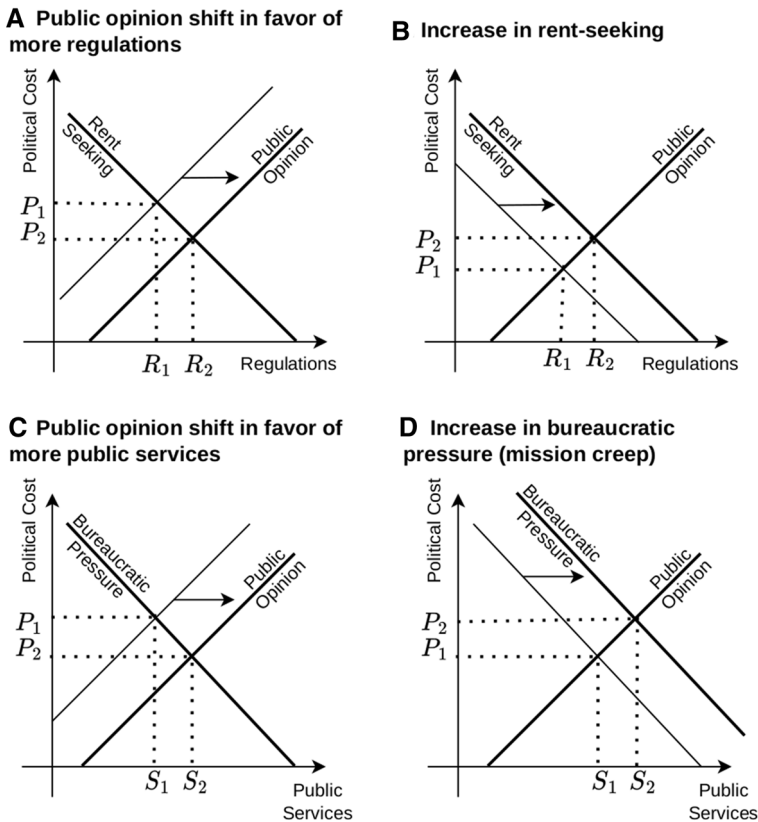 A Public opinion shift in favor of
more regulations
Political Cost
Rent
Seeking
Public
Opinion
P1
P2
R1 R2 Regulations
B Increase in rent-seeking
Political Cost
Rent
Seeking
Public
Opinion
P2
P1
R1 R2 Regulations
C Public opinion shift in favor of
more public services
Political Cost
Bureaucratic
Pressure
Public
Opinion
P1
P2
S1 S2 Public
Services
D Increase in bureaucratic
pressure (mission creep)
Political Cost
Bureaucratic
Pressure
Public
Opinion
P2
P1
S1 S2 Public
Services